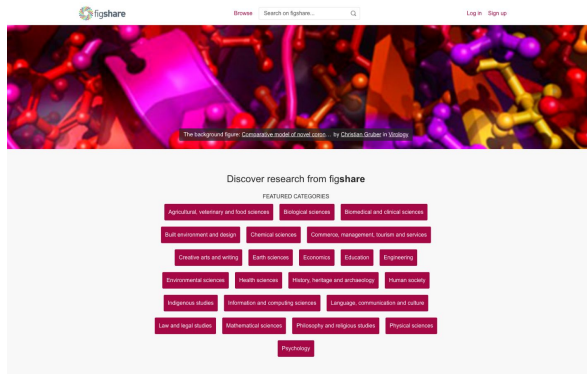 figshare Browse Search on figshare... Log in Sign up
The background figure: Comparative model of novel coron... by Christian Gruber in Virology
Discover research from figshare
FEATURED CATEGORIES
Agricultural, veterinary and food sciences Biological sciences Biomedical and clinical sciences
Built environment and design Chemical sciences Commerce, management, tourism and services
Creative arts and writing Earth sciences Economics Education Engineering
Environmental sciences Health sciences History, heritage and archaeology Human society
Indigenous studies Information and computing sciences Language, communication and culture
Law and legal studies Mathematical sciences Philosophy and religious studies Physical sciences
Psychology